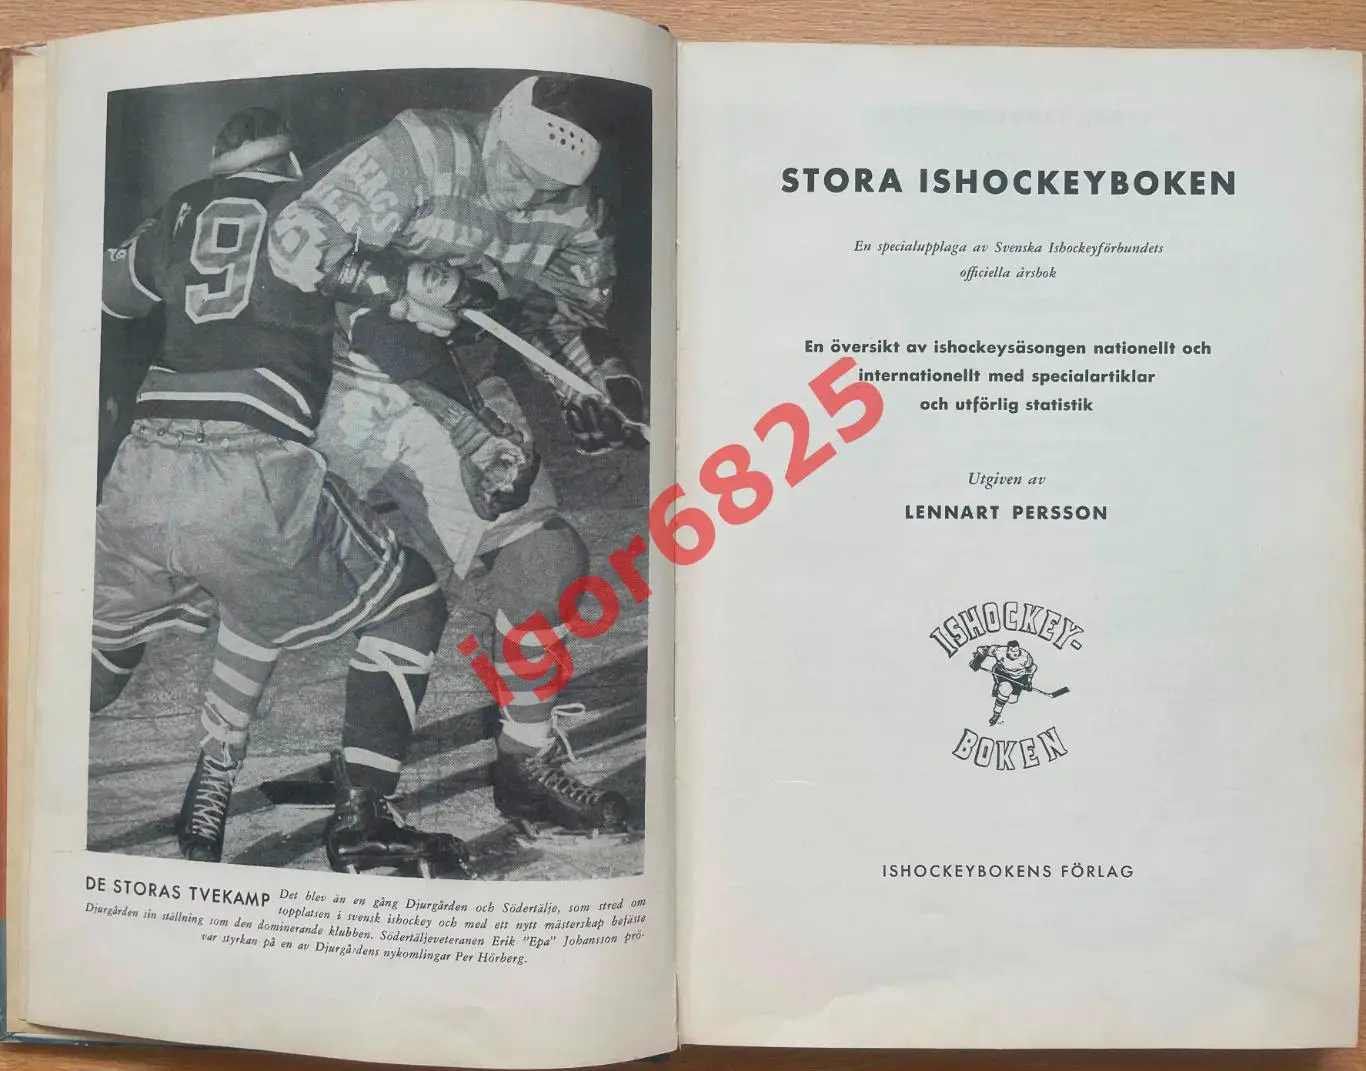 9
9
BERGS
DE STORAS TVEKAMP Det blev än en gång Djurgården och Södertälje, som stred om
topplatsen i svensk ishockey och med ett nytt mästerskap befäste
Djurgården sin ställning som den dominerande klubben. Södertäljeveteranen Erik "Epa" Johansson prö-
var styrkan på en av Djurgårdens nykomlingar Per Hörberg.
STORA ISHOCKEYBOKEN
En specialupplaga av Svenska Ishockeyförbundets
officiella årsbok
En översikt av ishockeysäsongen nationellt och
internationellt med specialartiklar
och utförlig statistik
Utgiven av
LENNART PERSSON
ISHOCKEY-
BOKEN
ISHOCKEYBOKENS FÖRLAG
igor6825